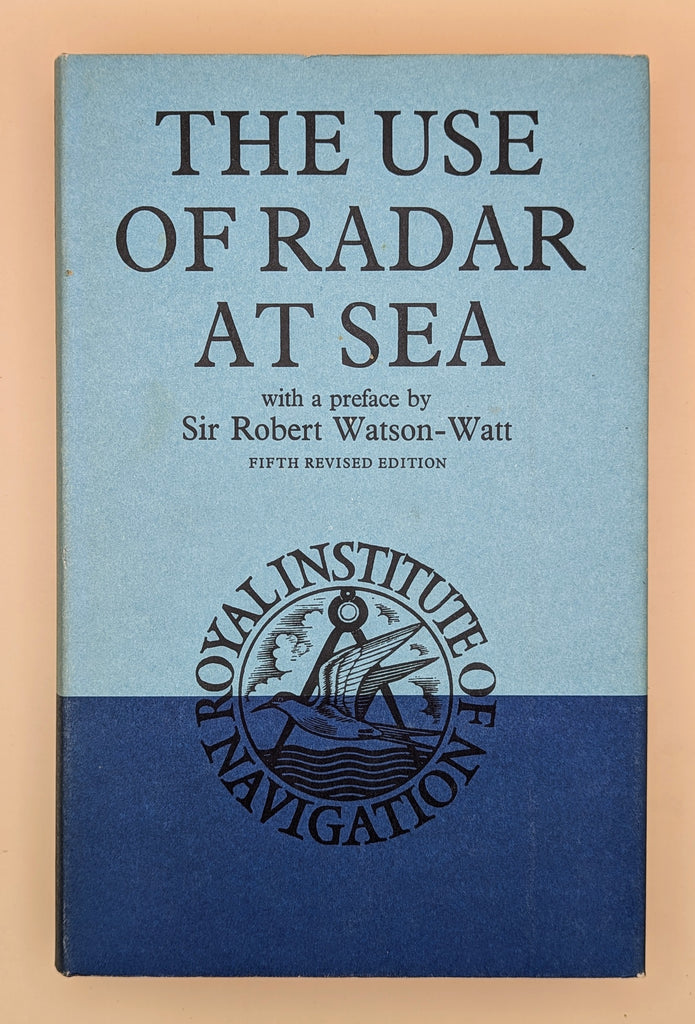 THE USE
OF RADAR
AT SEA
with a preface by
Sir Robert Watson-Watt
FIFTH REVISED EDITION
ROYAL INSTITUTE OF
NAVIGATION